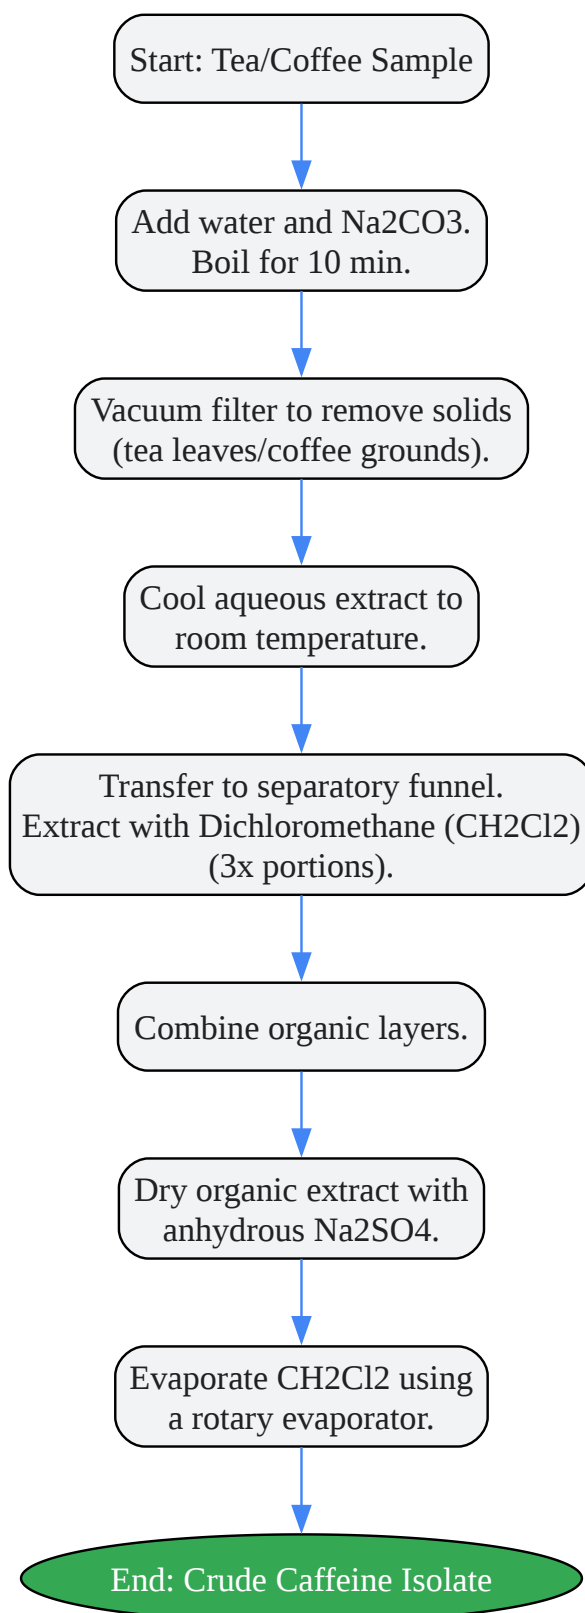 Start: Tea/Coffee Sample
Add water and Na2CO3.
Boil for 10 min.
Vacuum filter to remove solids
(tea leaves/coffee grounds).
Cool aqueous extract to
room temperature.
Transfer to separatory funnel.
Extract with Dichloromethane (CH2Cl2)
(3x portions).
Combine organic layers.
Dry organic extract with
anhydrous Na2SO4.
Evaporate CH2Cl2 using
a rotary evaporator.
End: Crude Caffeine Isolate